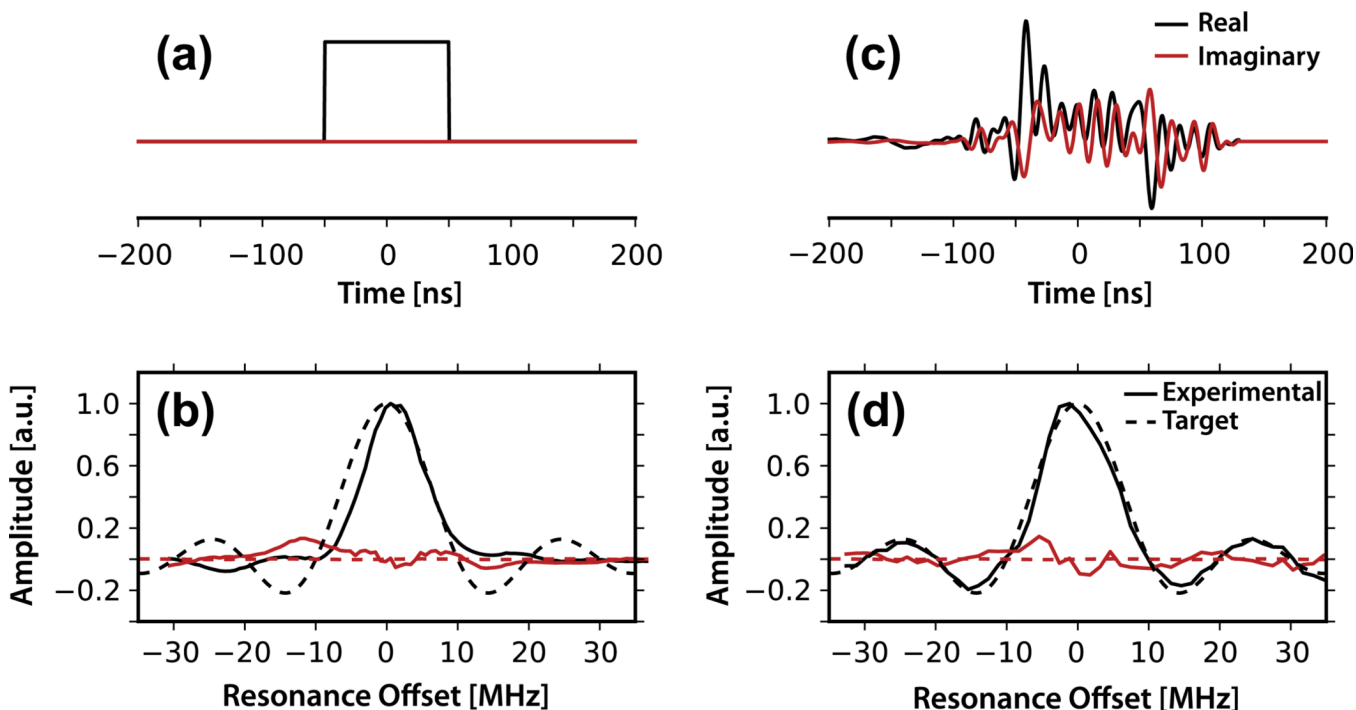 (a)
−200 −100 0 100 200
Time [ns]
(c)
Real
Imaginary
−200 −100 0 100 200
Time [ns]
(b)
Amplitude [a.u.]
1.0
0.6
0.2
−0.2
−30 −20 −10 0 10 20 30
Resonance Offset [MHz]
(d)
Experimental
Target
Amplitude [a.u.]
1.0
0.6
0.2
−0.2
−30 −20 −10 0 10 20 30
Resonance Offset [MHz]